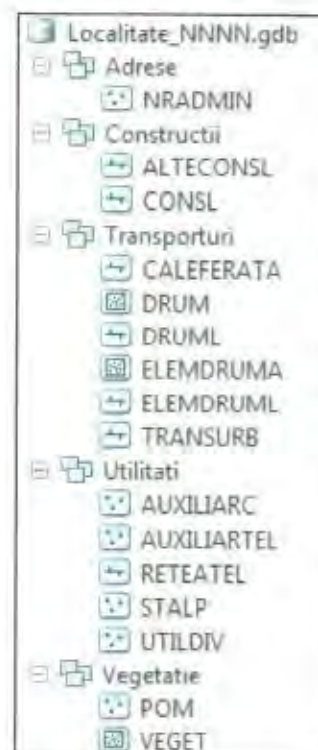 Localitate_NNNN.gdb
Adrese
NRADMIN
Constructii
ALTECONSL
CONSL
Transporturi
CALEFERATA
DRUM
DRUML
ELEMDRUMA
ELEMDRUML
TRANSURB
Utilitati
AUXILIARC
AUXILIARTEL
RETEATEL
STALP
UTILDIV
Vegetatie
POM
VEGET